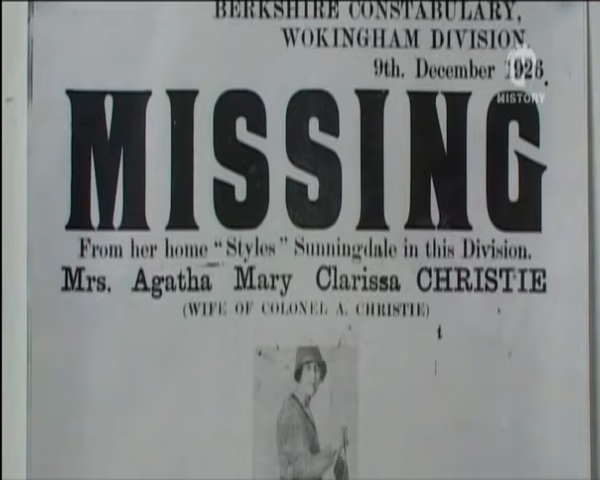 BERKSHIRE CONSTABULARY,
WOKINGHAM DIVISION,
9th. December 1926.
HISTORY
MISSING
From her home "Styles" Sunningdale in this Division.
Mrs. Agatha Mary Clarissa CHRISTIE
(WIFE OF COLONEL A. CHRISTIE)